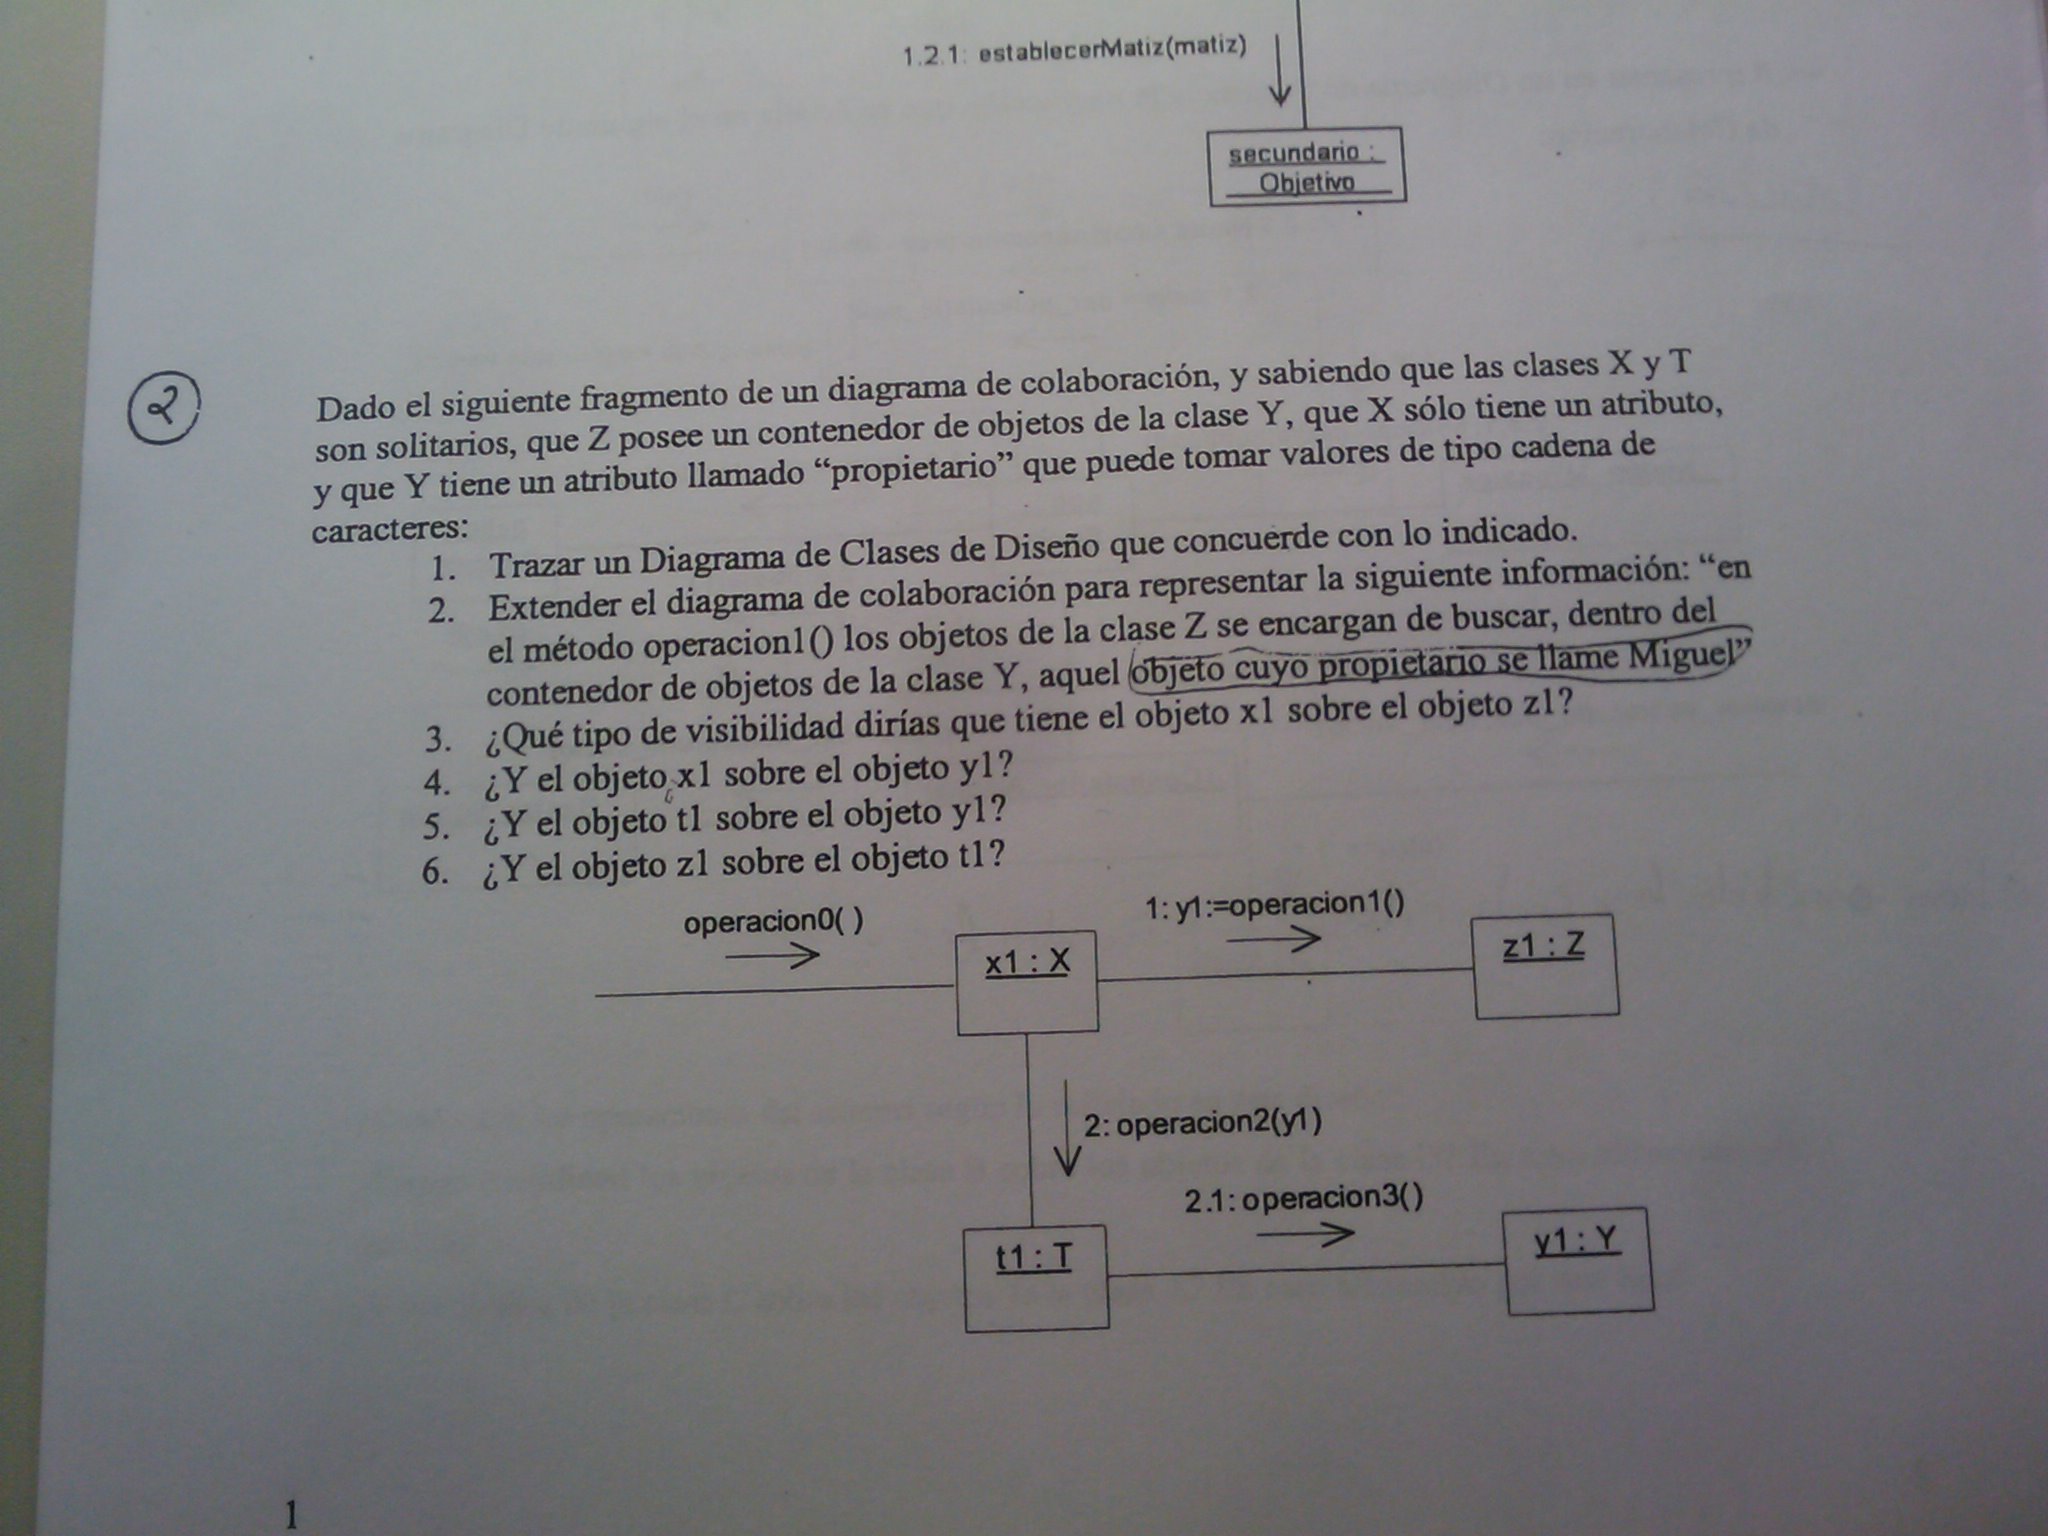 1.2.1: establecerMatiz(matiz)
secundario :
Objetivo
2
Dado el siguiente fragmento de un diagrama de colaboración, y sabiendo que las clases X y T
son solitarios, que Z posee un contenedor de objetos de la clase Y, que X sólo tiene un atributo,
y que Y tiene un atributo llamado “propietario” que puede tomar valores de tipo cadena de
caracteres:
1. Trazar un Diagrama de Clases de Diseño que concuerde con lo indicado.
2. Extender el diagrama de colaboración para representar la siguiente información: “en
el método operacion1() los objetos de la clase Z se encargan de buscar, dentro del
contenedor de objetos de la clase Y, aquel objeto cuyo propietario se llame Miguel”
3. ¿Qué tipo de visibilidad dirías que tiene el objeto x1 sobre el objeto z1?
4. ¿Y el objeto x1 sobre el objeto y1?
5. ¿Y el objeto t1 sobre el objeto y1?
6. ¿Y el objeto z1 sobre el objeto t1?
operacion0( )
1: y1:=operacion1()
x1 : X
z1 : Z
2: operacion2(y1)
2.1: operacion3()
t1 : T
y1 : Y
1